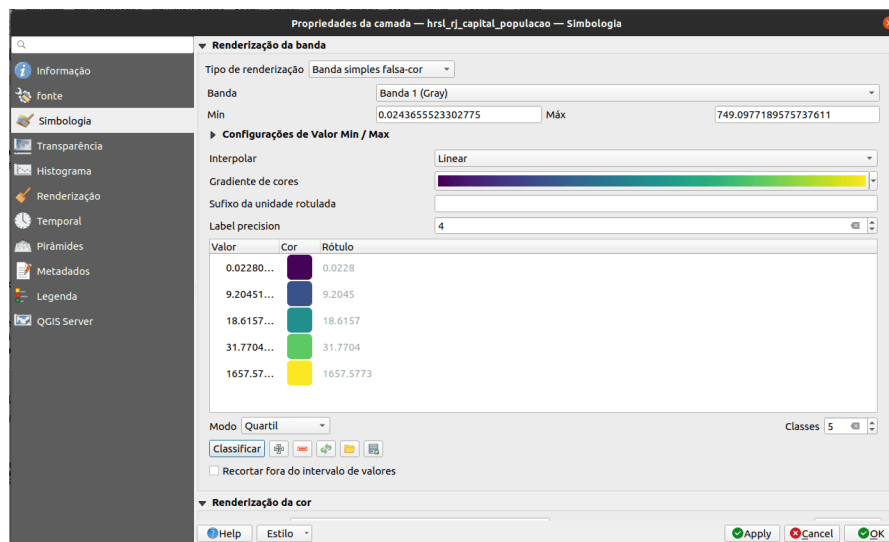 Propriedades da camada — hrsl_rj_capital_populacao — Simbologia
Informação
Fonte
Simbologia
Transparência
Histograma
Renderização
Temporal
Pirâmides
Metadados
Legenda
QGIS Server
Renderização da banda
Tipo de renderização Banda simples falsa-cor
Banda Banda 1 (Gray)
Mín 0.0243655523302775 Máx 749.0977189575737611
Configurações de Valor Min / Max
Interpolar Linear
Gradiente de cores
Sufixo da unidade rotulada
Label precision 4
Valor Cor Rótulo
0.02280... 0.0228
9.20451... 9.2045
18.6157... 18.6157
31.7704... 31.7704
1657.57... 1657.5773
Modo Quartil Classes 5
Classificar
Recortar fora do intervalo de valores
Renderização da cor
Help Estilo Apply Cancel OK